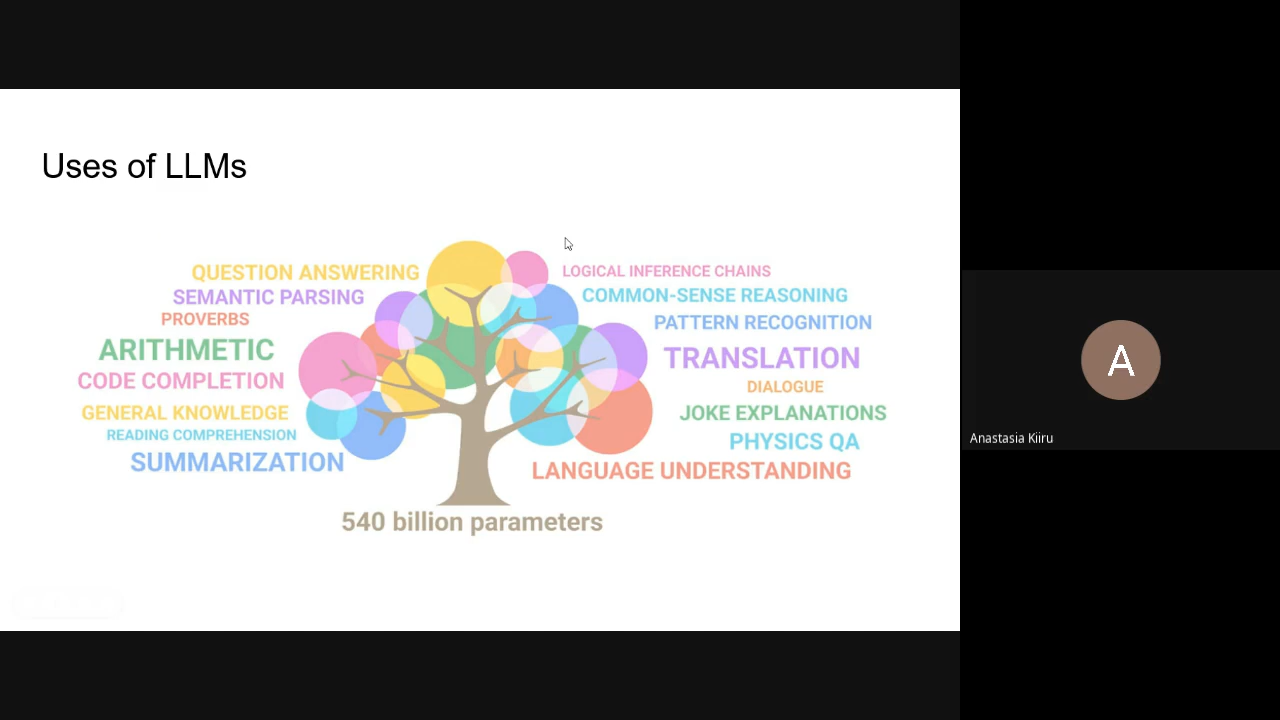 Uses of LLMs
QUESTION ANSWERING
SEMANTIC PARSING
PROVERBS
ARITHMETIC
CODE COMPLETION
GENERAL KNOWLEDGE
READING COMPREHENSION
SUMMARIZATION
LOGICAL INFERENCE CHAINS
COMMON-SENSE REASONING
PATTERN RECOGNITION
TRANSLATION
DIALOGUE
JOKE EXPLANATIONS
PHYSICS QA
LANGUAGE UNDERSTANDING
540 billion parameters
A
Anastasia Kiiru